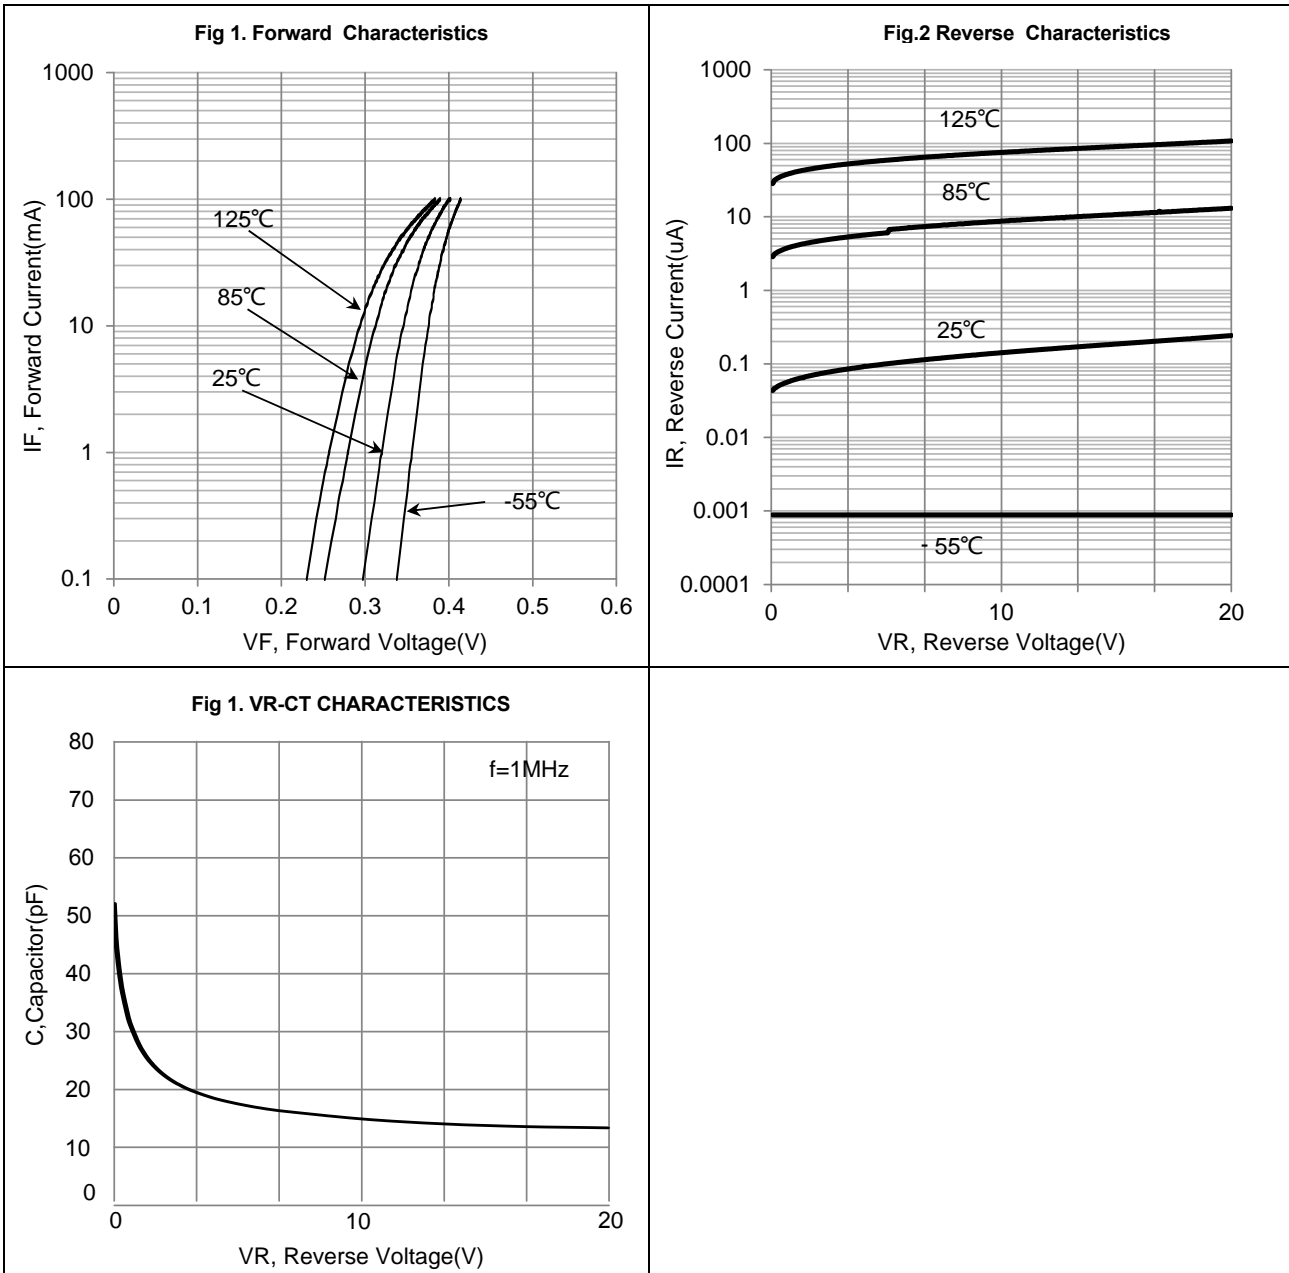 Fig 1. Forward Characteristics
1000
100
10
1
0.1
125℃
85℃
25℃
-55℃
0 0.1 0.2 0.3 0.4 0.5 0.6
IF, Forward Current(mA)
VF, Forward Voltage(V)
Fig.2 Reverse Characteristics
1000
100
10
1
0.1
0.01
0.001
0.0001
125℃
85℃
25℃
- 55℃
0 10 20
IR, Reverse Current(uA)
VR, Reverse Voltage(V)
Fig 1. VR-CT CHARACTERISTICS
80
70
60
50
40
30
20
10
0
f=1MHz
0 10 20
C,Capacitor(pF)
VR, Reverse Voltage(V)